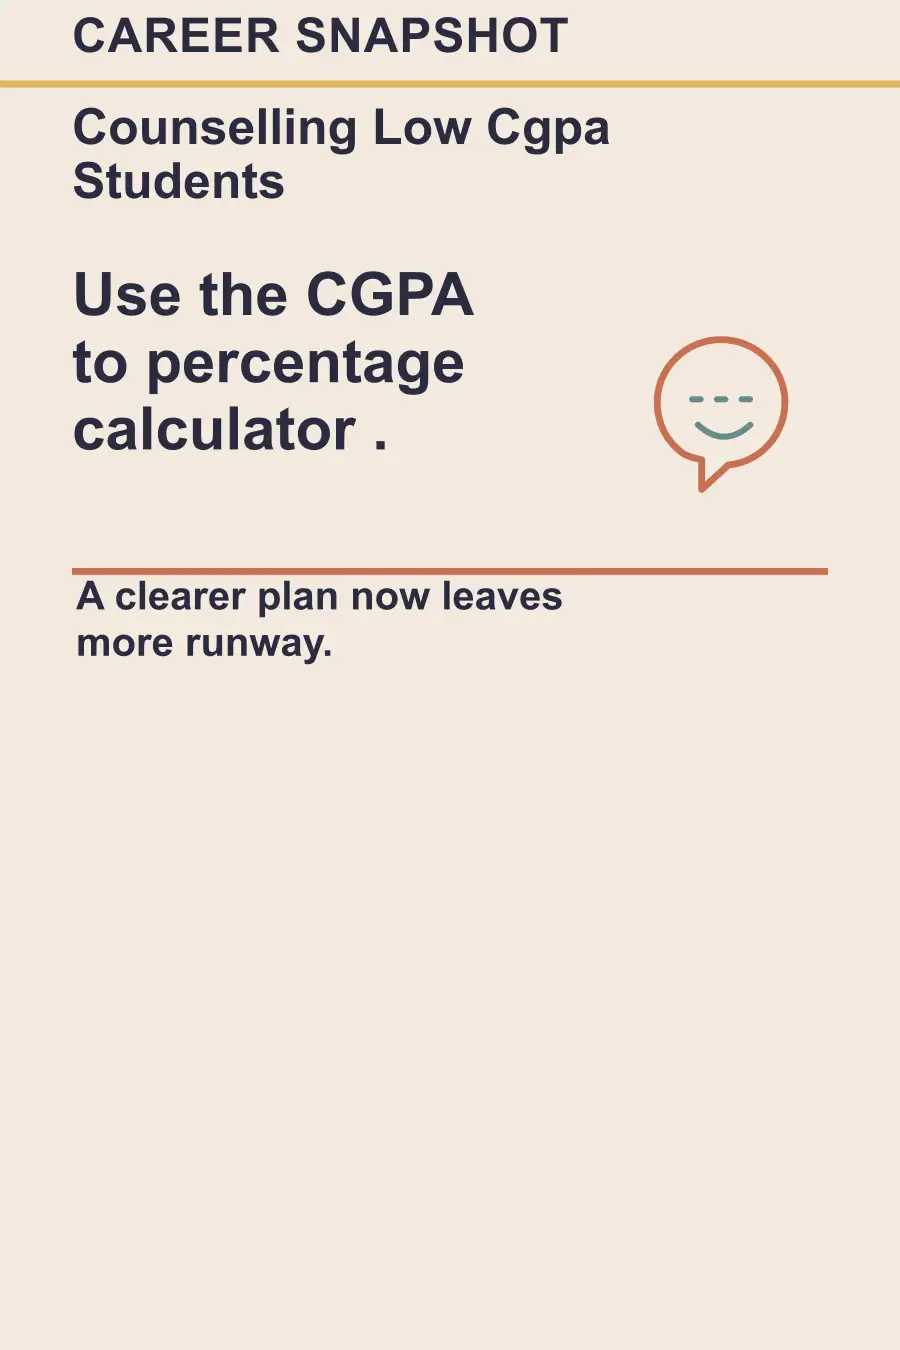 CAREER SNAPSHOT
Counselling Low Cgpa
Students
Use the CGPA
to percentage
calculator .
A clearer plan now leaves
more runway.